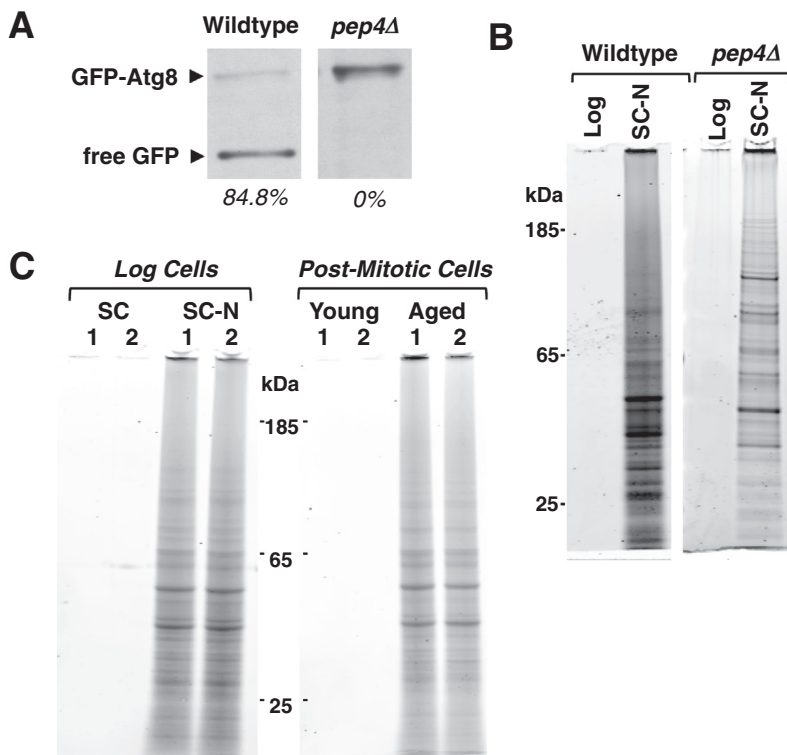 A
Wildtype pep4Δ
GFP-Atg8
free GFP
84.8% 0%
B
Wildtype pep4Δ
Log SC-N Log SC-N
kDa
185-
65-
25-
C
Log Cells Post-Mitotic Cells
SC SC-N Young Aged
1 2 1 2 1 2 1 2
kDa
185
65
25